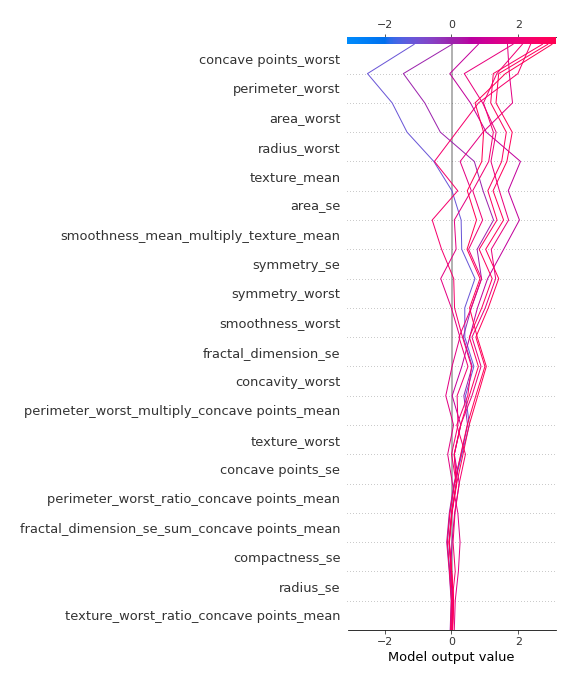 −2 0 2
concave points_worst
perimeter_worst
area_worst
radius_worst
texture_mean
area_se
smoothness_mean_multiply_texture_mean
symmetry_se
symmetry_worst
smoothness_worst
fractal_dimension_se
concavity_worst
perimeter_worst_multiply_concave points_mean
texture_worst
concave points_se
perimeter_worst_ratio_concave points_mean
fractal_dimension_se_sum_concave points_mean
compactness_se
radius_se
texture_worst_ratio_concave points_mean
−2 0 2
Model output value